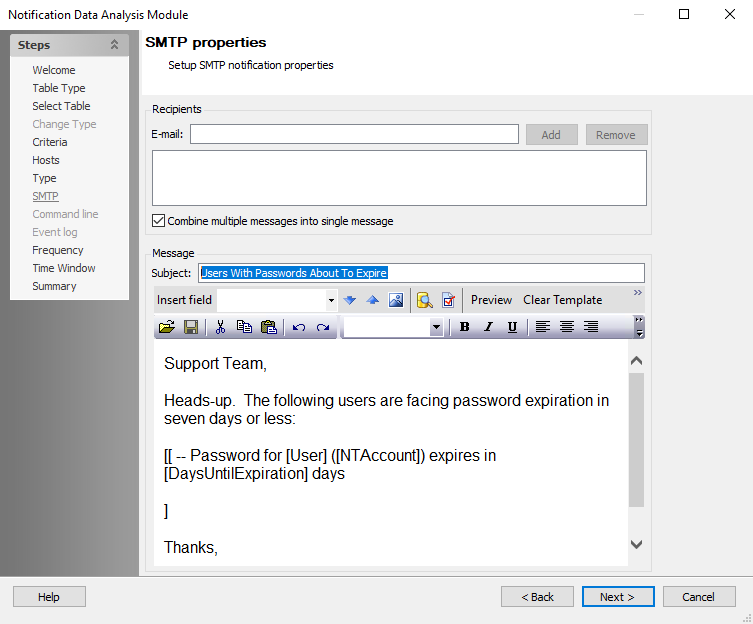 Notification Data Analysis Module
Steps
Welcome
Table Type
Select Table
Change Type
Criteria
Hosts
Type
SMTP
Command line
Event log
Frequency
Time Window
Summary
SMTP properties
Setup SMTP notification properties
Recipients
E-mail:
Add
Remove
Combine multiple messages into single message
Message
Subject: Users With Passwords About To Expire
Insert field
Preview
Clear Template
B I U
Support Team,
Heads-up.  The following users are facing password expiration in
seven days or less:
[[ -- Password for [User] ([NTAccount]) expires in
[DaysUntilExpiration] days
]
Thanks,
Help
< Back
Next >
Cancel